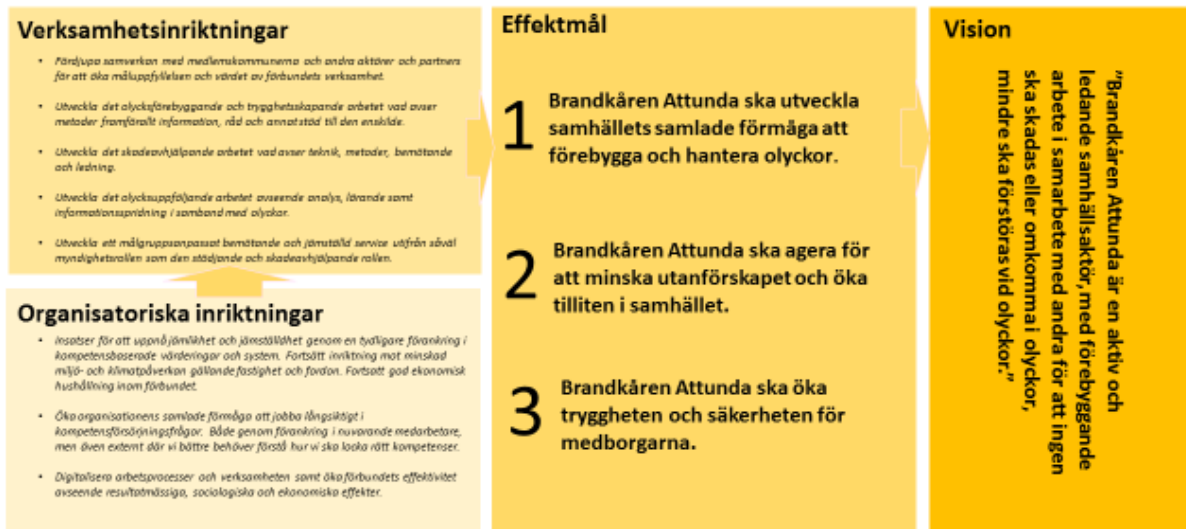 Verksamhetsinriktningar
• Fördjupa samverkan med medlemskommunerna och andra aktörer och partners
för att öka måluppfyllelsen och värdet av förbundets verksamhet.
• Utveckla det olycksförebyggande och trygghetsskapande arbetet vad avser
metoder framförallt information, råd och annat stöd till den enskilde.
• Utveckla det skadeavhjälpande arbetet vad avser teknik, metoder, bemötande
och ledning.
• Utveckla det olycksuppföljande arbetet avseende analys, lärande samt
informationsspridning i samband med olyckor.
• Utveckla ett målgruppsanpassat bemötande och jämställd service utifrån såväl
myndighetsrollen som den stödjande och skadeavhjälpande rollen.
Organisatoriska inriktningar
• Insatser för att uppnå jämlikhet och jämställdhet genom en tydligare förankring i
kompetensbaserade värderingar och system. Fortsätt inriktning mot minskad
miljö- och klimatpåverkan gällande fastighet och fordon. Fortsatt god ekonomisk
hushållning inom förbundet.
• Öka organisationens samlade förmåga att jobba långsiktigt i
kompetensförsörjningsfrågor. Både genom förankring i nuvarande medarbetare,
men även externt där vi bättre behöver förstå hur vi ska locka rätt kompetenser.
• Digitalisera arbetsprocesser och verksamheten samt öka förbundets effektivitet
avseende resultatmässiga, sociologiska och ekonomiska effekter.
Effektmål
1 Brandkåren Attunda ska utveckla
samhällets samlade förmåga att
förebygga och hantera olyckor.
2 Brandkåren Attunda ska agera för
att minska utanförskapet och öka
tilliten i samhället.
3 Brandkåren Attunda ska öka
tryggheten och säkerheten för
medborgarna.
Vision
"Brandkåren Attunda är en aktiv och
ledande samhällsaktör, med förebyggande
arbete i samarbete med andra för att ingen
ska skadas eller omkomma i olyckor,
mindre ska förstöras vid olyckor."